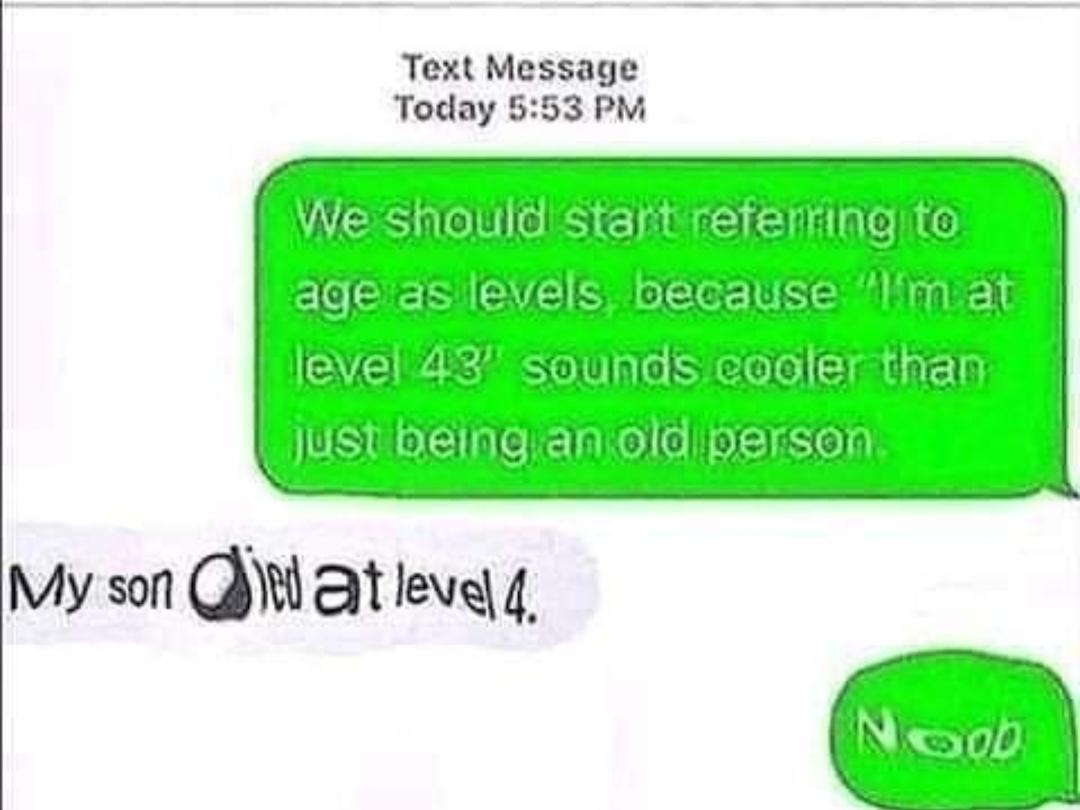 Text Message
Today 5:53 PM
We should start referring to
age as levels, because "I'm at
level 43" sounds cooler than
just being an old person.
My son died at level 4.
Noob